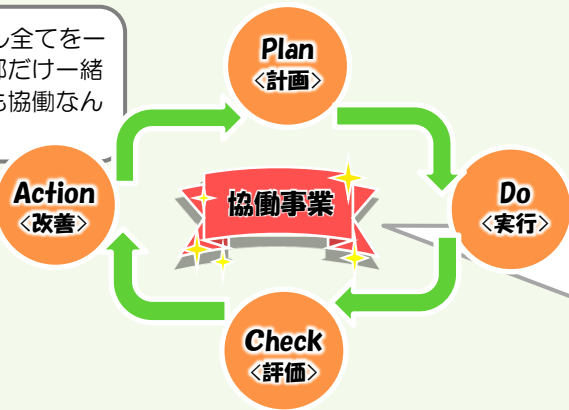 ん全てを一
部だけ一緒
も協働なん
Plan
<計画>
Action
<改善>
協働事業
Do
<実行>
Check
<評価>